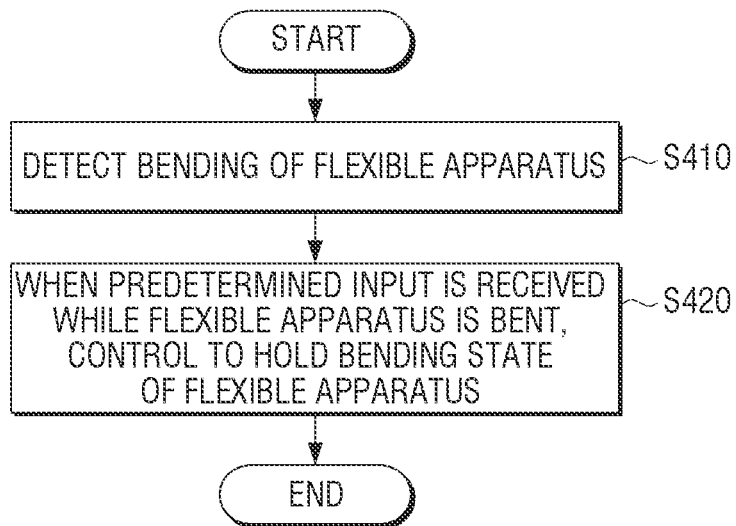 START
DETECT BENDING OF FLEXIBLE APPARATUS
S410
WHEN PREDETERMINED INPUT IS RECEIVED
WHILE FLEXIBLE APPARATUS IS BENT,
CONTROL TO HOLD BENDING STATE
OF FLEXIBLE APPARATUS
S420
END